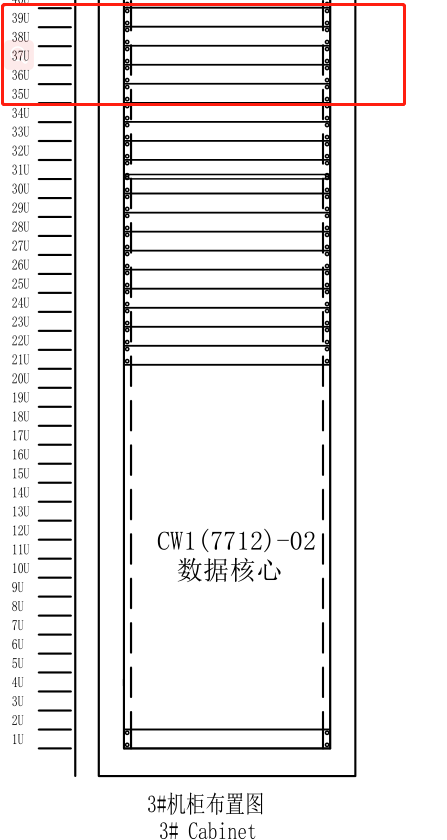 39U
38U
37U
36U
35U
34U
33U
32U
31U
30U
29U
28U
27U
26U
25U
24U
23U
22U
21U
20U
19U
18U
17U
16U
15U
14U
13U
12U
11U
10U
9U
8U
7U
6U
5U
4U
3U
2U
1U
CW1(7712)-02
数据核心
3#机柜布置图
3# Cabinet